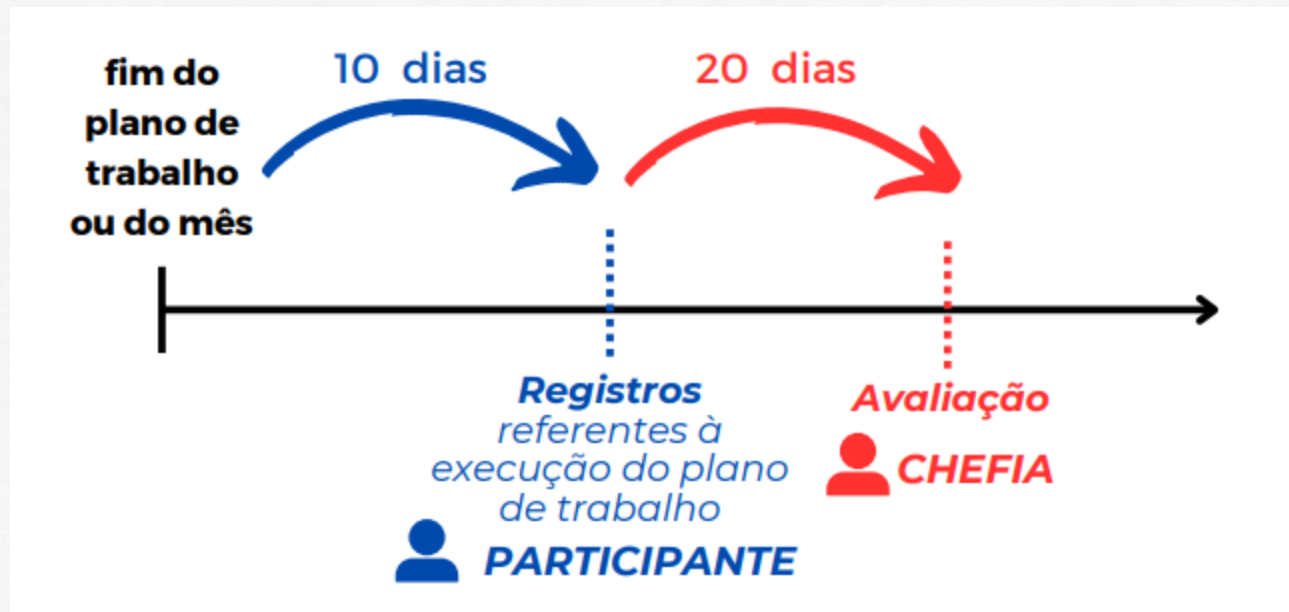 fim do
plano de
trabalho
ou do mês
10 dias
20 dias
Registros
referentes à
execução do plano
de trabalho
PARTICIPANTE
Avaliação
CHEFIA